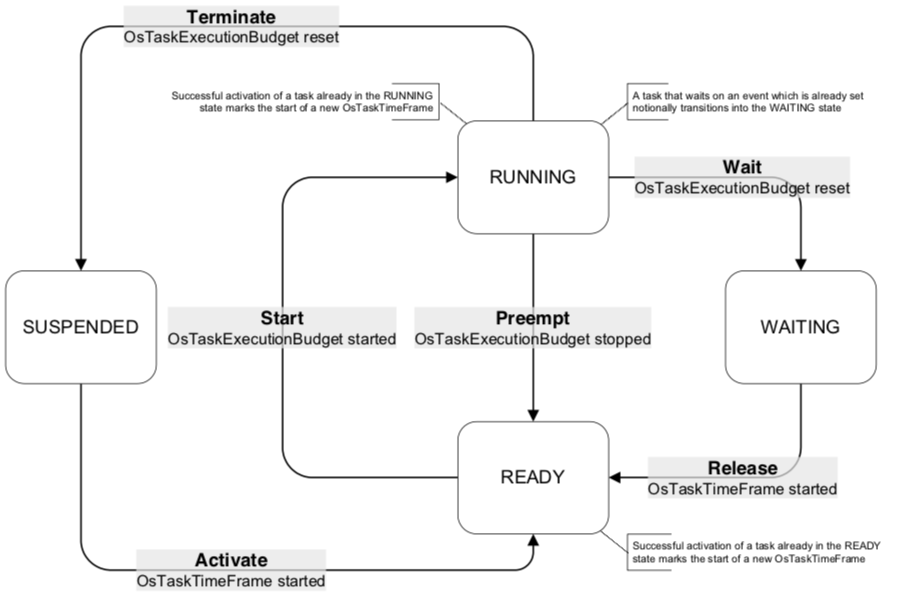 Terminate
OsTaskExecutionBudget reset
Successful activation of a task already in the RUNNING
state marks the start of a new OsTaskTimeFrame
A task that waits on an event which is already set
notionally transitions into the WAITING state
RUNNING
Wait
OsTaskExecutionBudget reset
SUSPENDED
Start
OsTaskExecutionBudget started
Preempt
OsTaskExecutionBudget stopped
WAITING
READY
Release
OsTaskTimeFrame started
Successful activation of a task already in the READY
state marks the start of a new OsTaskTimeFrame
Activate
OsTaskTimeFrame started